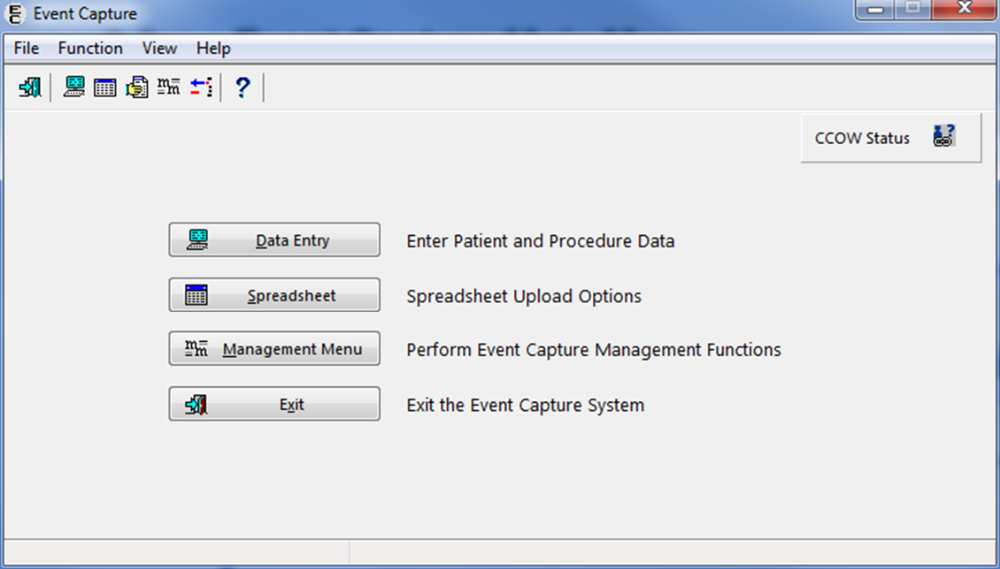 Event Capture
File Function View Help
CCOW Status
Data Entry Enter Patient and Procedure Data
Spreadsheet Spreadsheet Upload Options
Management Menu Perform Event Capture Management Functions
Exit Exit the Event Capture System